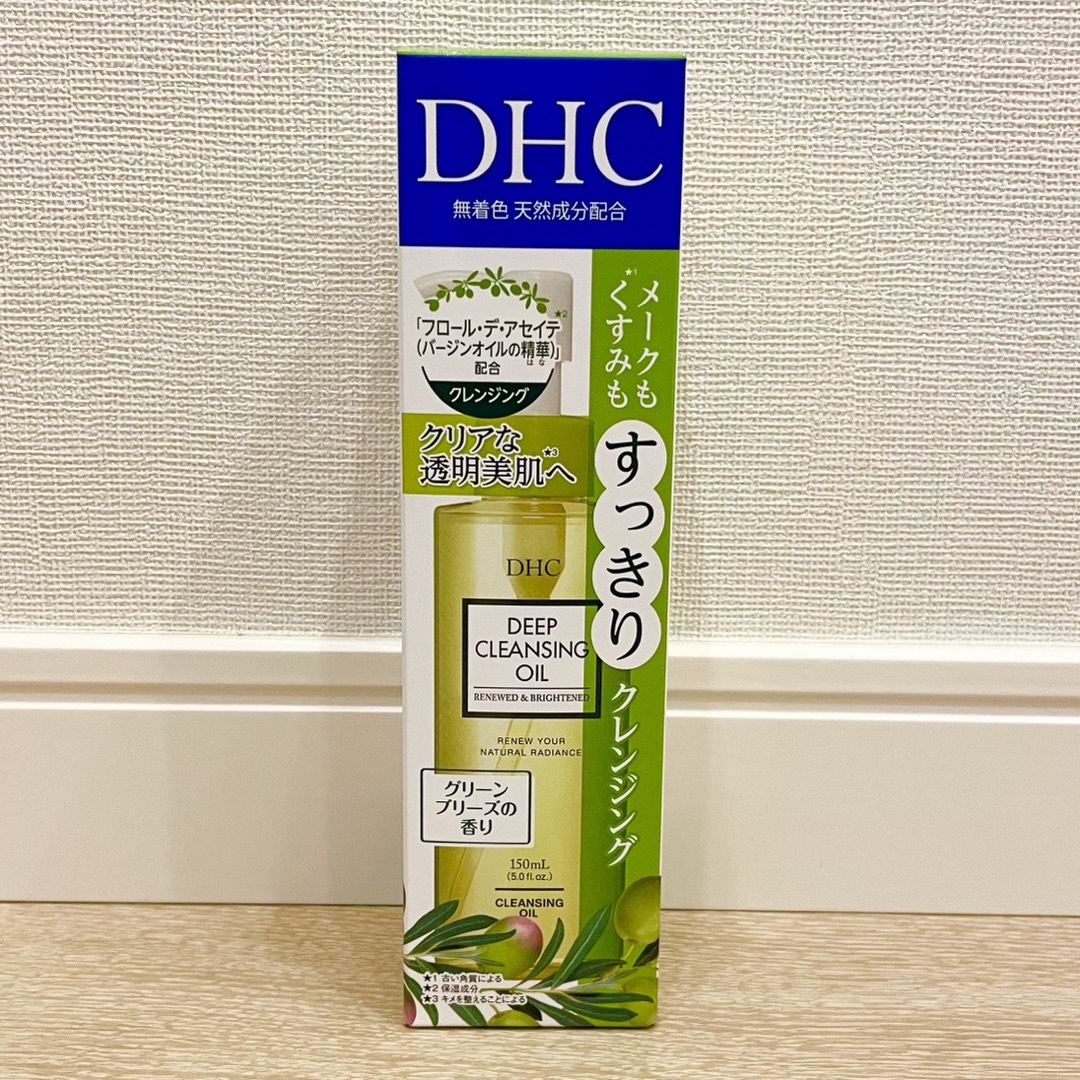 DHC
無着色 天然成分配合
「フロール・デ・アセイテ★2
(バージンオイルの精華)」
はな
配合
クレンジング
クリアな
透明美肌へ★3
メークも
★1くすみも
すっきり
クレンジング
DHC
DEEP
CLEANSING
OIL
RENEWED & BRIGHTENED
RENEW YOUR
NATURAL RADIANCE
グリーン
ブリーズの
香り
150mL
(5.0 fl.oz.)
CLEANSING
OIL
★1 古い角質による
★2 保湿成分
★3 キメを整えることによる